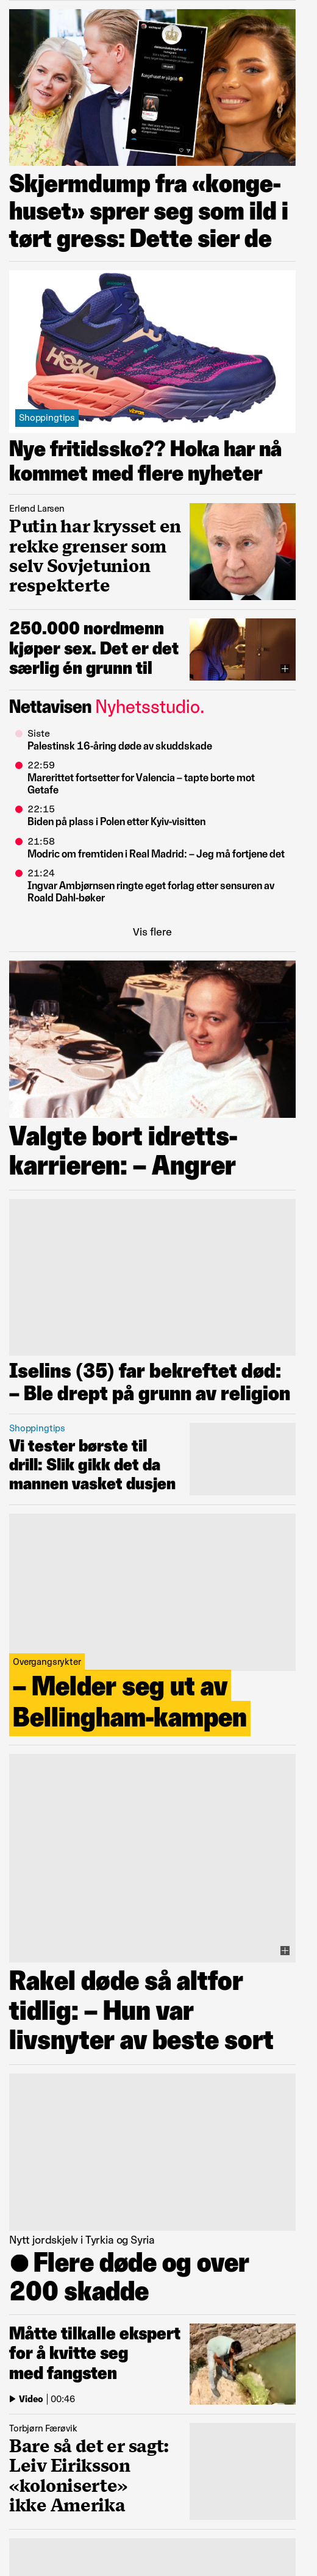 Skjermdump fra «konge-
huset» sprer seg som ild i
tørt gress: Dette sier de
HOKA
Shoppingtips
Nye fritidssko?? Hoka har nå
kommet med flere nyheter
Erlend Larsen
Putin har krysset en
rekke grenser som
selv Sovjetunion
respekterte
250.000 nordmenn
kjøper sex. Det er det
særlig én grunn til
Nettavisen Nyhetsstudio.
Siste
Palestinsk 16-åring døde av skuddskade
22:59
Marerittet fortsetter for Valencia – tapte borte mot
Getafe
22:15
Biden på plass i Polen etter Kyiv-visitten
21:58
Modric om fremtiden i Real Madrid: – Jeg må fortjene det
21:24
Ingvar Ambjørnsen ringte eget forlag etter sensuren av
Roald Dahl-bøker
Vis flere
Valgte bort idretts-
karrieren: – Angrer
Iselins (35) far bekreftet død:
– Ble drept på grunn av religion
Shoppingtips
Vi tester børste til
drill: Slik gikk det da
mannen vasket dusjen
Overgangsrykter
– Melder seg ut av
Bellingham-kampen
Rakel døde så altfor
tidlig: – Hun var
livsnyter av beste sort
Nytt jordskjelv i Tyrkia og Syria
● Flere døde og over
200 skadde
Måtte tilkalle ekspert
for å kvitte seg
med fangsten
Video | 00:46
Torbjørn Færøvik
Bare så det er sagt:
Leiv Eiriksson
«koloniserte»
ikke Amerika